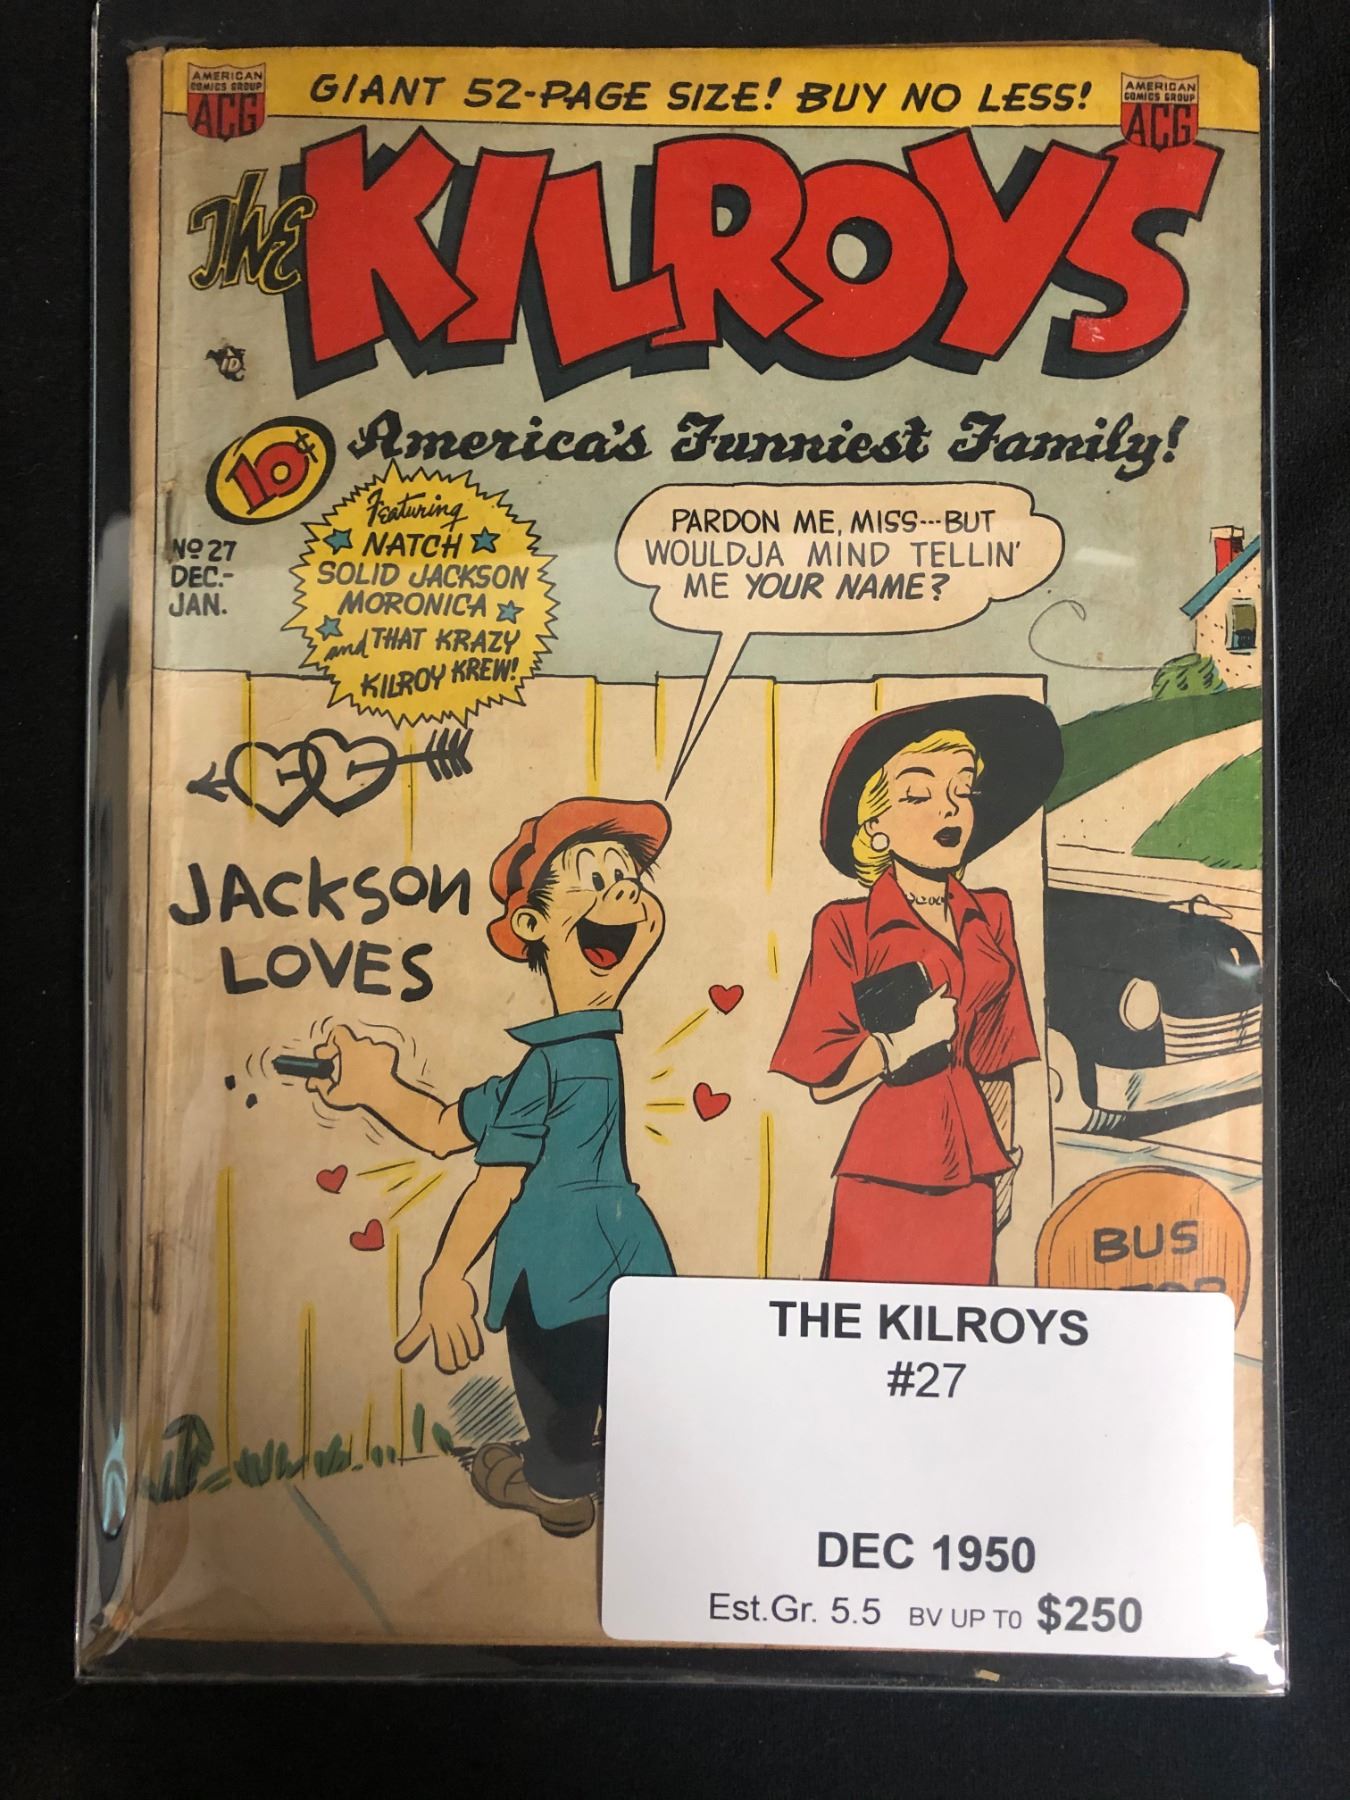 AMERICAN
COMICS GROUP
ACG
GIANT 52-PAGE SIZE! BUY NO LESS!
AMERICAN
COMICS GROUP
ACG
The KILROYS
10¢
America's Funniest Family!
Nº 27
DEC.-
JAN.
Featuring
NATCH
SOLID JACKSON
MORONICA
and THAT KRAZY
KILROY KREW!
PARDON ME, MISS---BUT
WOULDJA MIND TELLIN'
ME YOUR NAME?
JACKSON
LOVES
BUS
THE KILROYS
#27
DEC 1950
Est.Gr. 5.5 BV UP TO $250